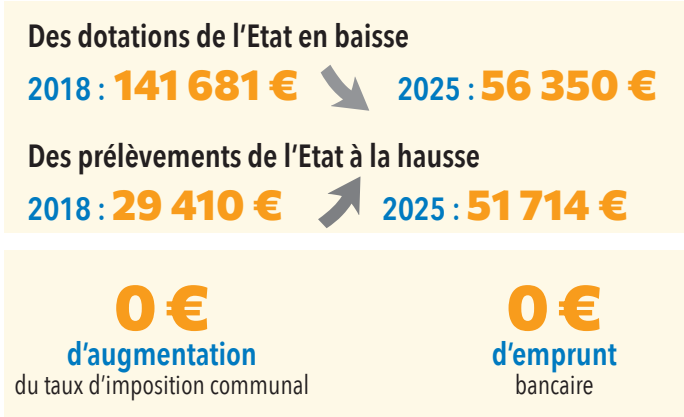 Des dotations de l'Etat en baisse
2018 : 141 681 € 2025 : 56 350 €
Des prélèvements de l'Etat à la hausse
2018 : 29 410 € 2025 : 51 714 €
0 € 0 €
d'augmentation d'emprunt
du taux d'imposition communal bancaire